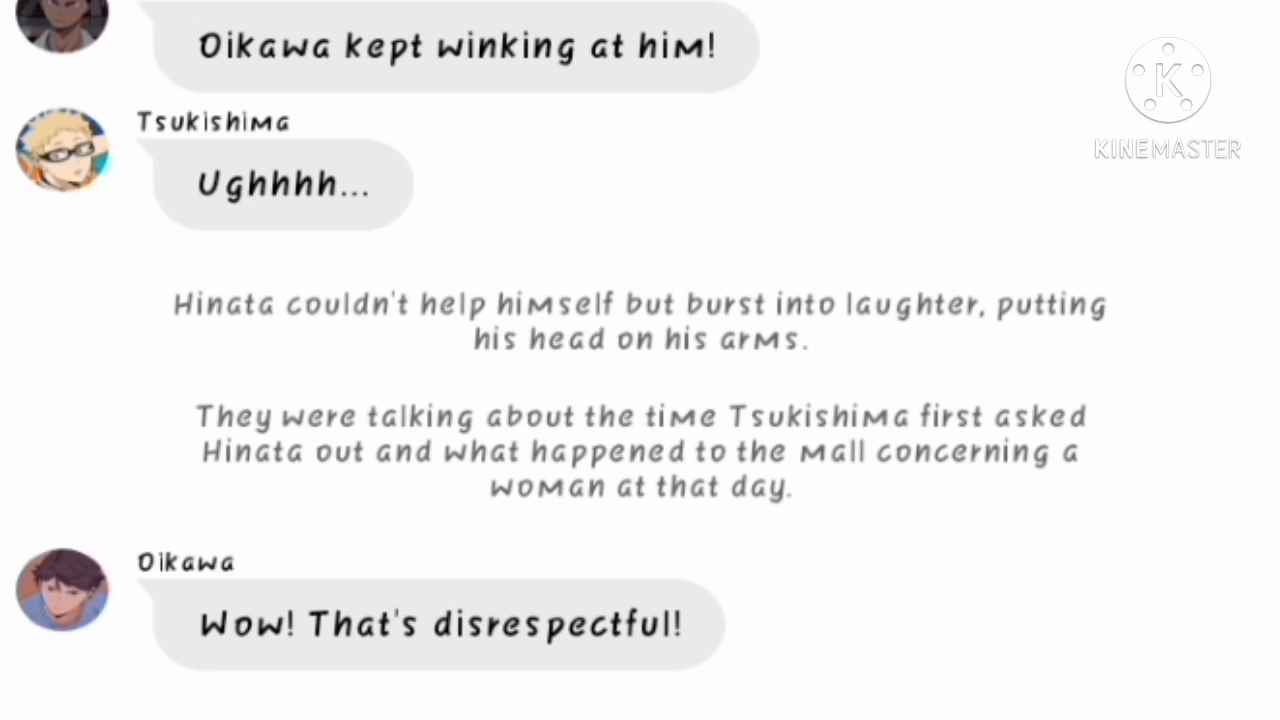 Oikawa kept winking at him!
K
KINEMASTER
Tsukishima
Ughhhh...
Hinata couldn't help himself but burst into laughter, putting
his head on his arms.
They were talking about the time Tsukishima first asked
Hinata out and what happened to the mall concerning a
woman at that day.
Oikawa
Wow! That's disrespectful!